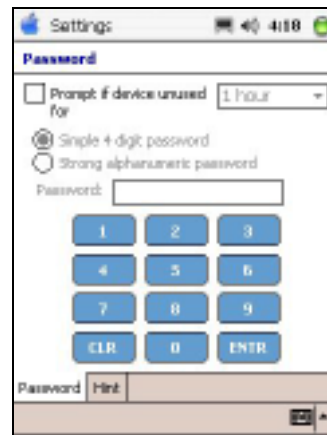 Settings 4:18
Password
Prompt if device unused 1 hour
for
Simple 4 digit password
Strong alphanumeric password
Password:
1 2 3
4 5 6
7 8 9
CLR 0 ENTR
Password Hint